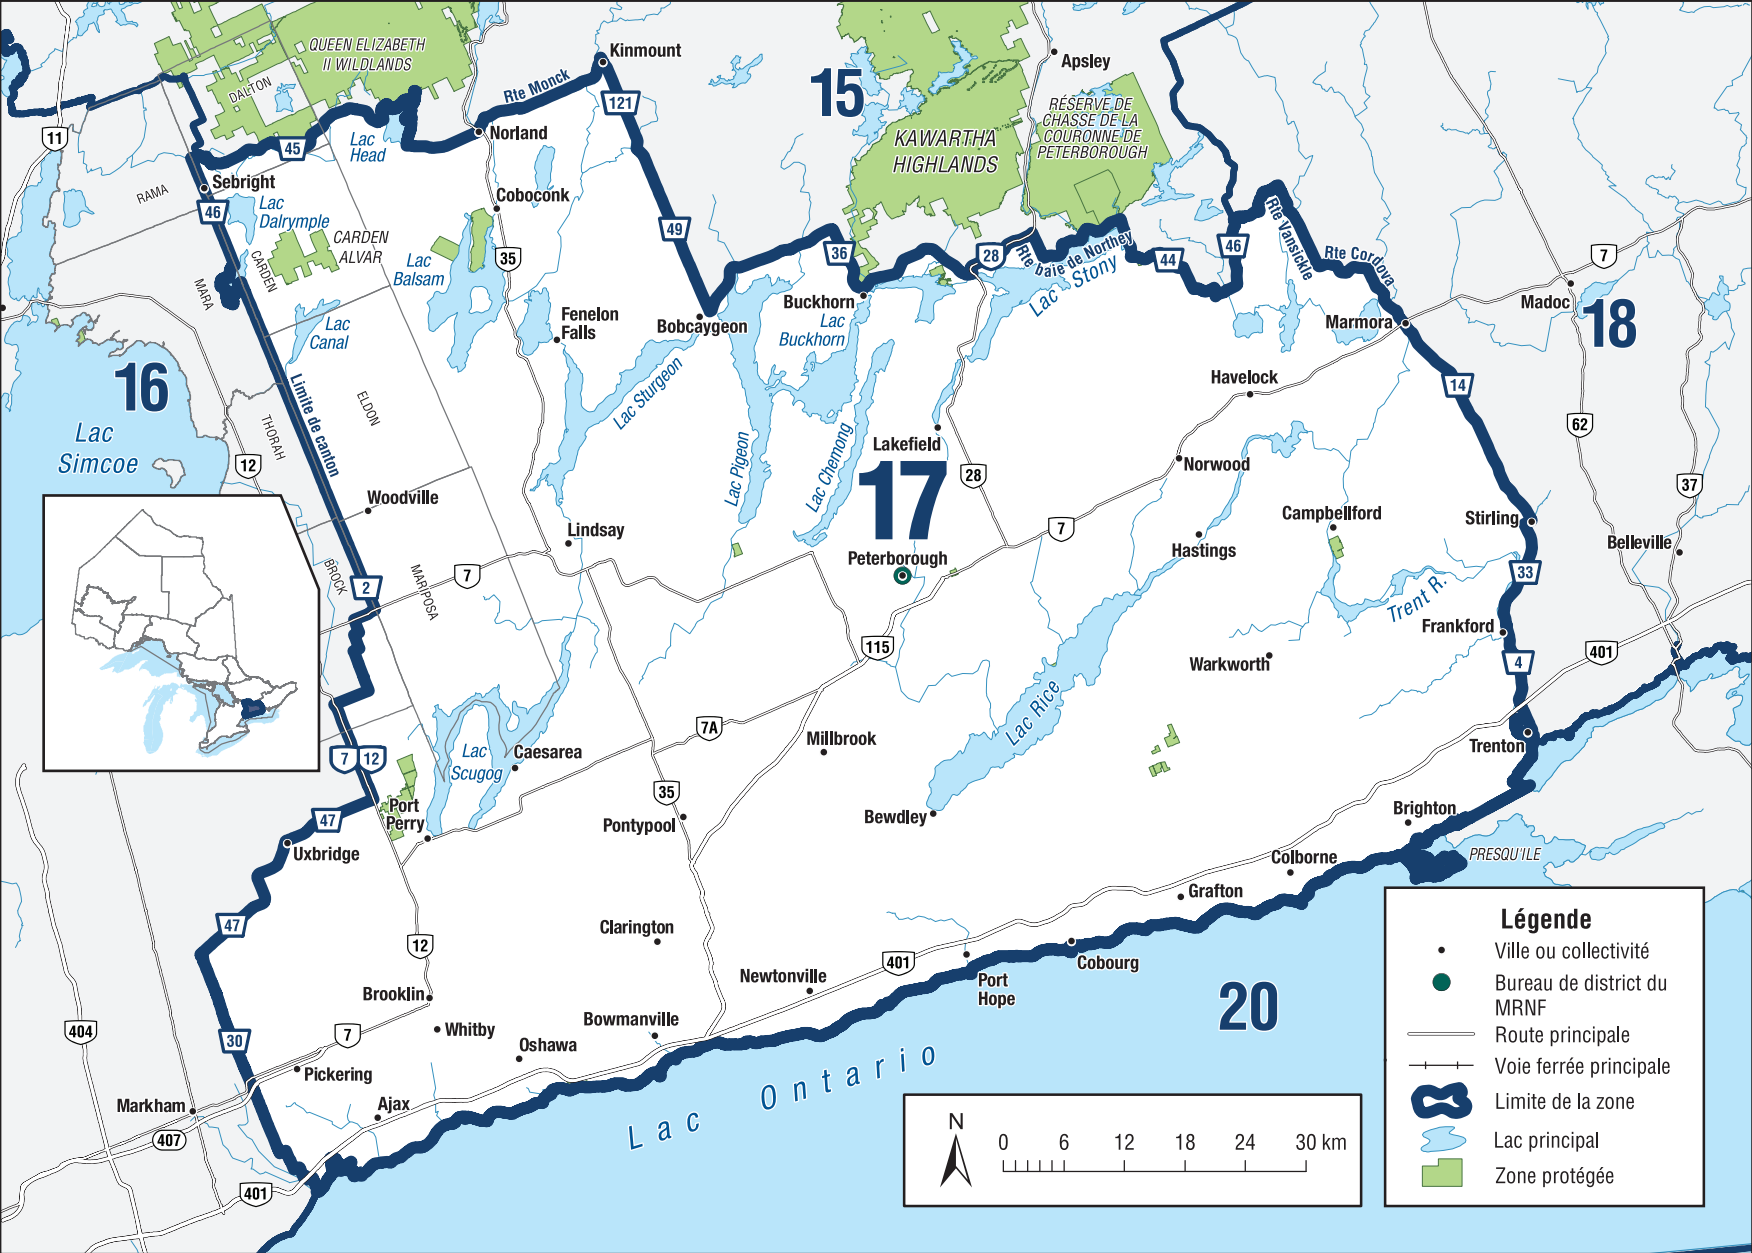 QUEEN ELIZABETH
II WILDLANDS
DALTON
Kinmount
Apsley
15
Rte Monck
121
RÉSERVE DE
CHASSE DE LA
COURONNE DE
PETERBOROUGH
11
45
Lac
Head
Norland
KAWARTHA
HIGHLANDS
RAMA
Sebright
46
Lac
Dalrymple
Coboconk
CARDEN
ALVAR
CARDEN
MARA
Lac
Balsam
35
49
36
28
Rte baie de Northey
44
46
Rte Vansickle
Rte Cordova
7
Madoc
18
Buckhorn
Lac
Buckhorn
Lac Stony
Marmora
Lac
Canal
Fenelon
Falls
Bobcaygeon
16
Lac
Simcoe
Limite de canton
ELDON
THORAH
12
Lac Sturgeon
Havelock
14
62
Lac Pigeon
Lac Chemong
Lakefield
17
28
Norwood
37
Woodville
Lindsay
Campbellford
Stirling
Belleville
7
Hastings
Peterborough
BROCK
2
MARIPOSA
7
33
Trent R.
Frankford
115
Warkworth
4
401
Lac Rice
7A
Millbrook
Trenton
Lac
Scugog
Caesarea
7
12
47
Port
Perry
35
Pontypool
Bewdley
Brighton
PRESQU'ILE
Uxbridge
Colborne
Grafton
47
Clarington
12
401
Cobourg
Newtonville
Port
Hope
Brooklin
20
404
30
7
Whitby
Bowmanville
Oshawa
Pickering
Markham
Ajax
407
401
Lac Ontario
N
0 6 12 18 24 30 km
Légende
Ville ou collectivité
Bureau de district du
MRNF
Route principale
Voie ferrée principale
Limite de la zone
Lac principal
Zone protégée